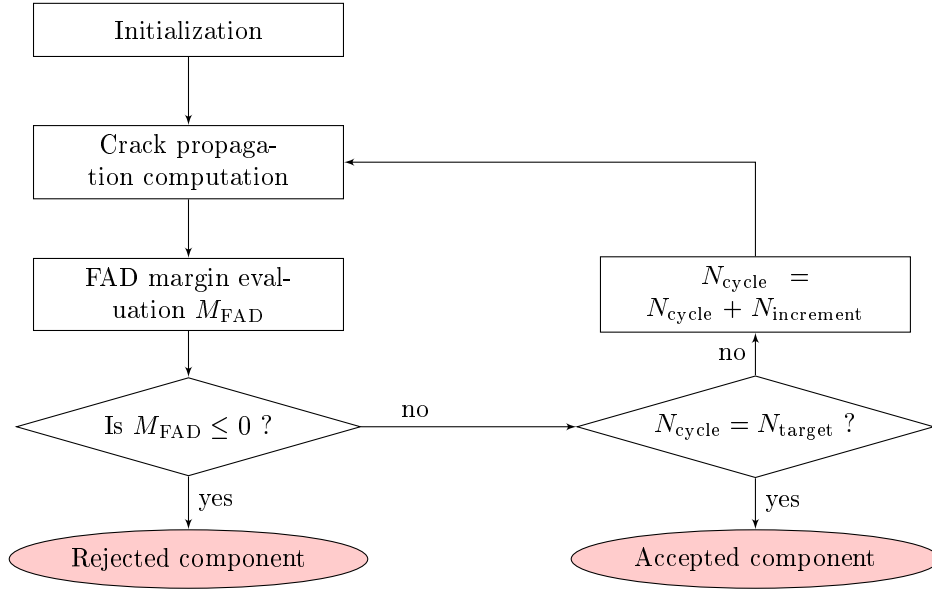 Initialization
Crack propaga-
tion computation
FAD margin eval-
uation M_FAD
N_cycle =
N_cycle + N_increment
no
Is M_FAD ≤ 0 ?
no
N_cycle = N_target ?
yes
yes
Rejected component
Accepted component